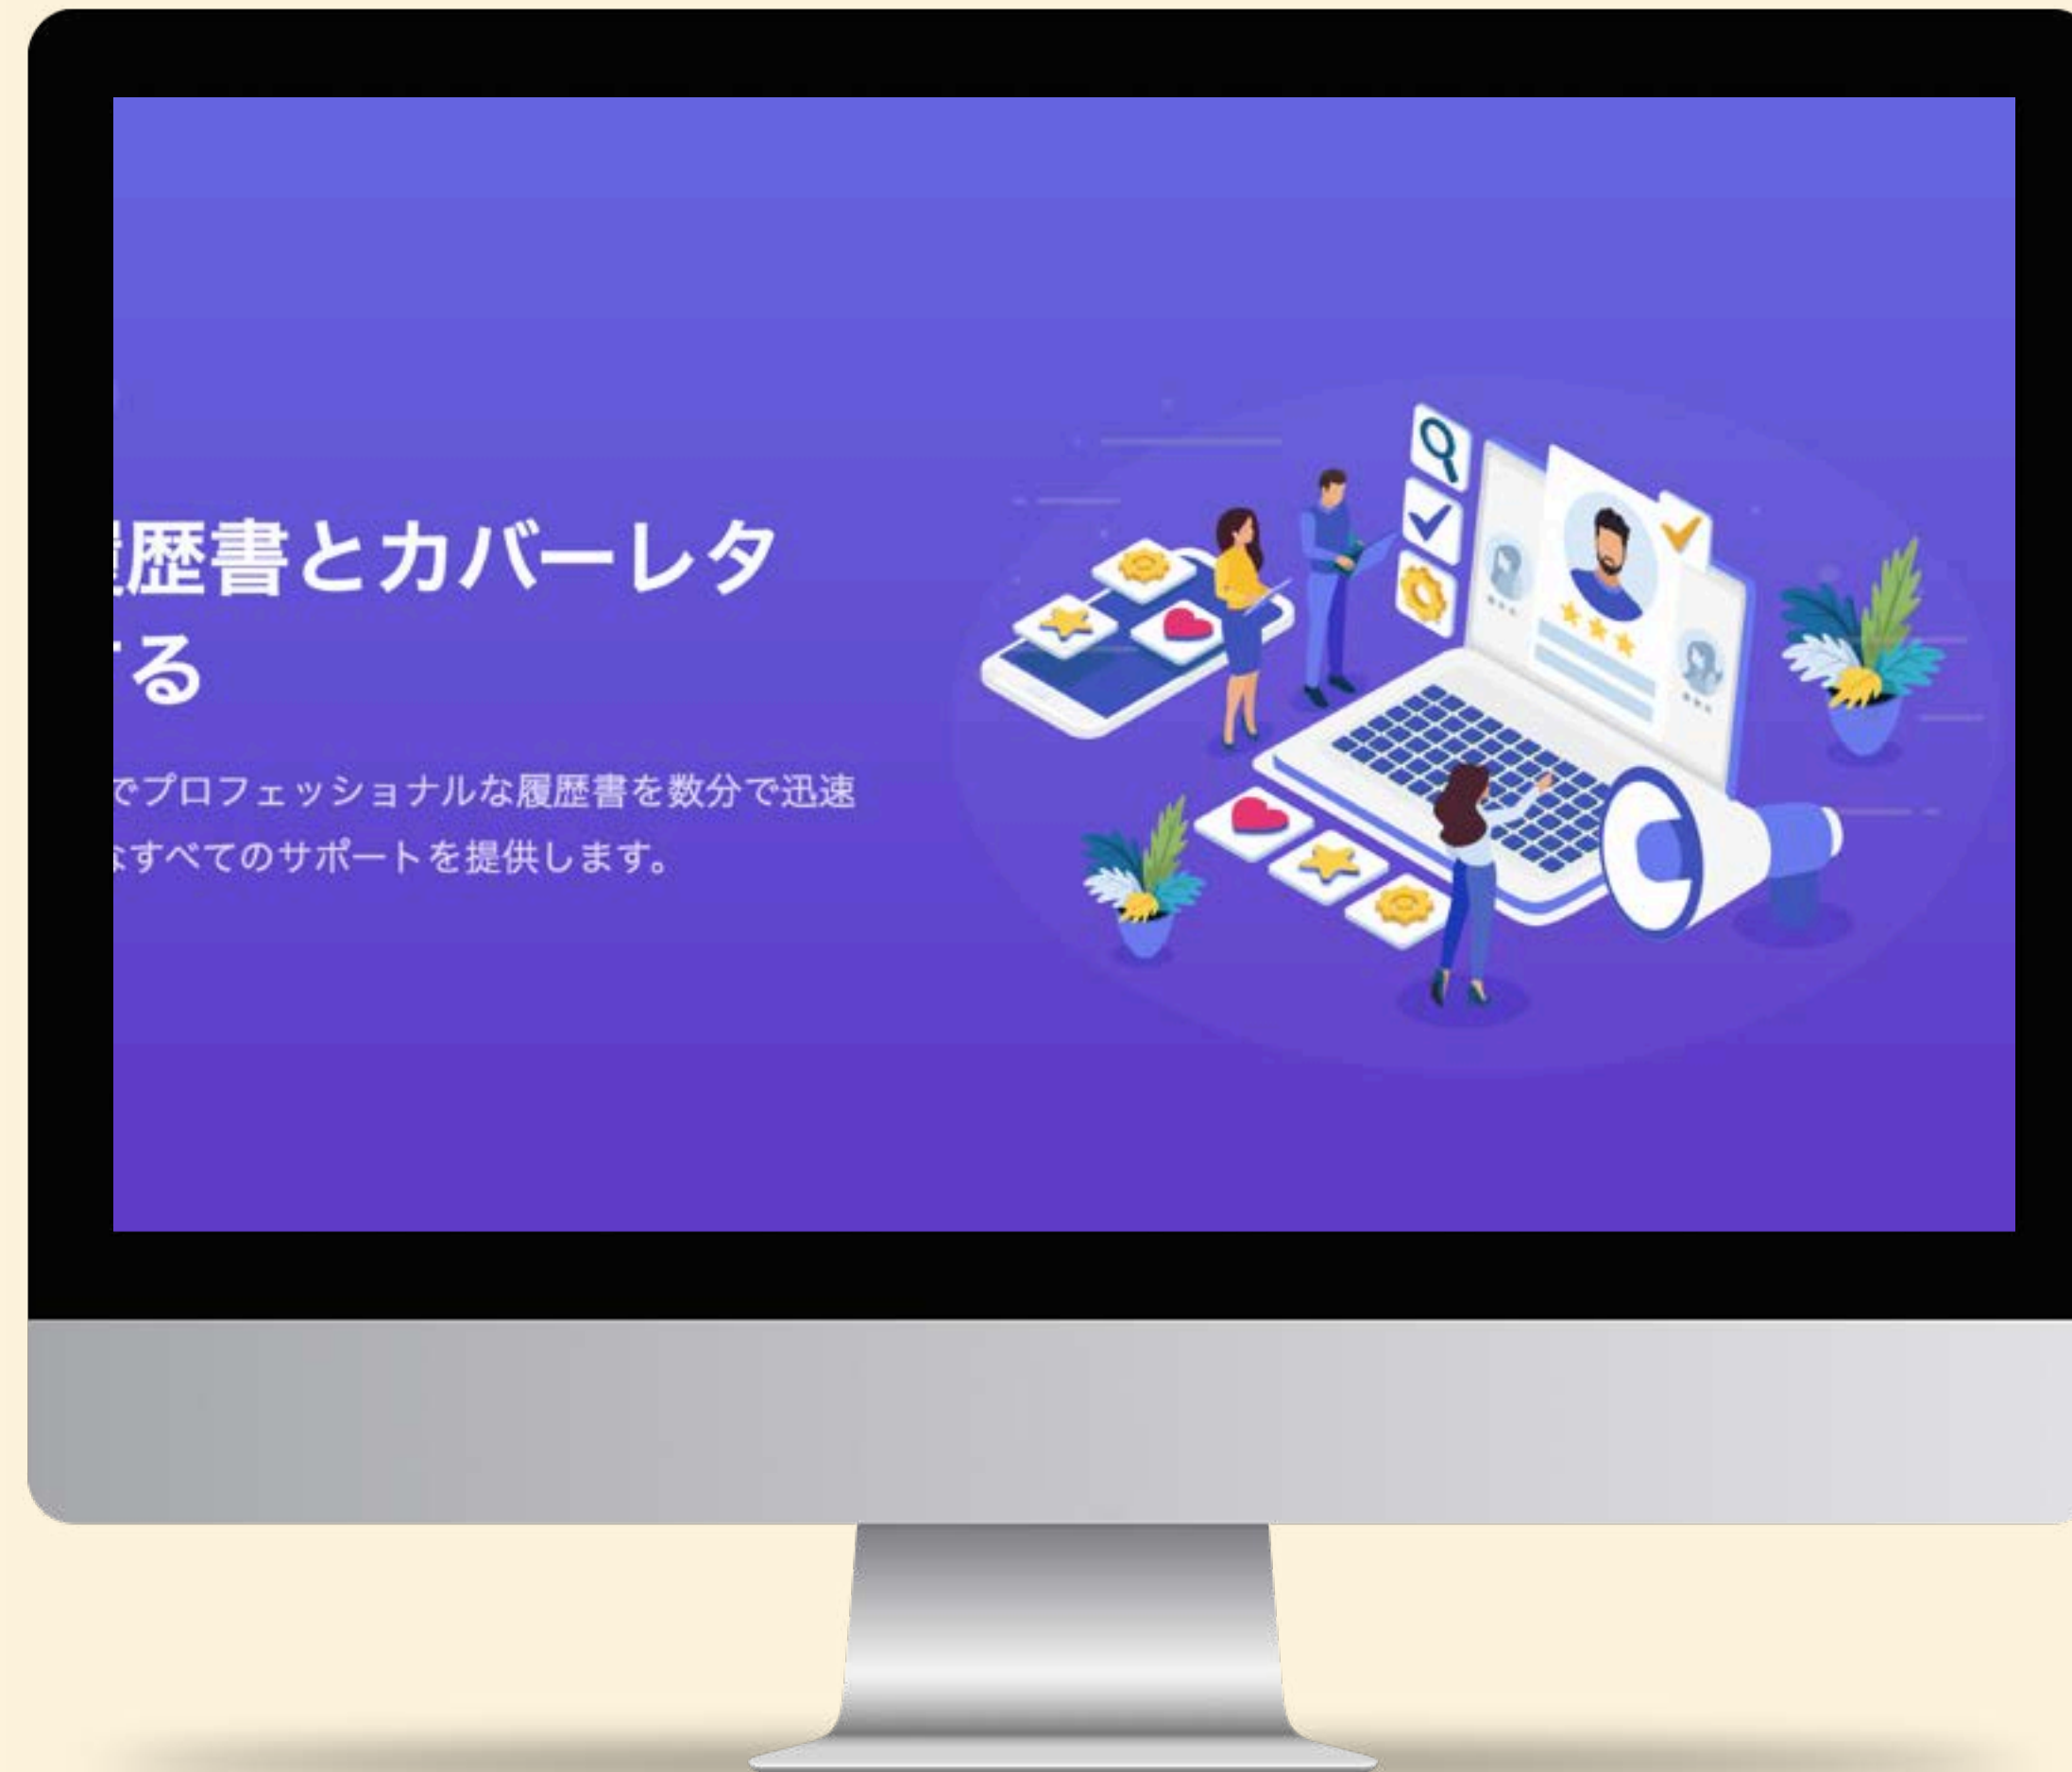 歴書とカバーレタ
る
でプロフェッショナルな履歴書を数分で迅速
すべてのサポートを提供します。